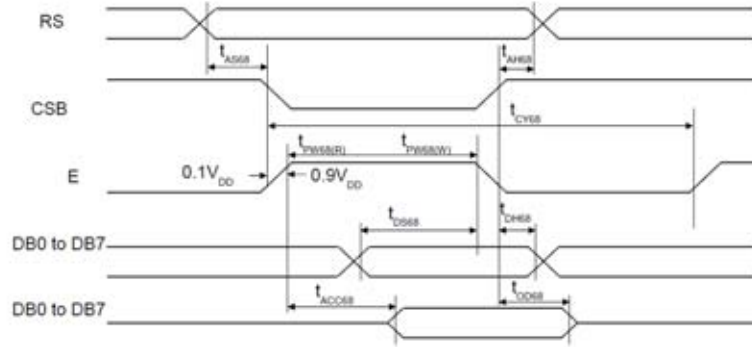 RS
tAS68
tAH68
CSB
tCY68
tPW68(R)
tPW68(W)
E
0.1VDD
0.9VDD
tDS68
tDH68
DB0 to DB7
tACC68
tOD68
DB0 to DB7